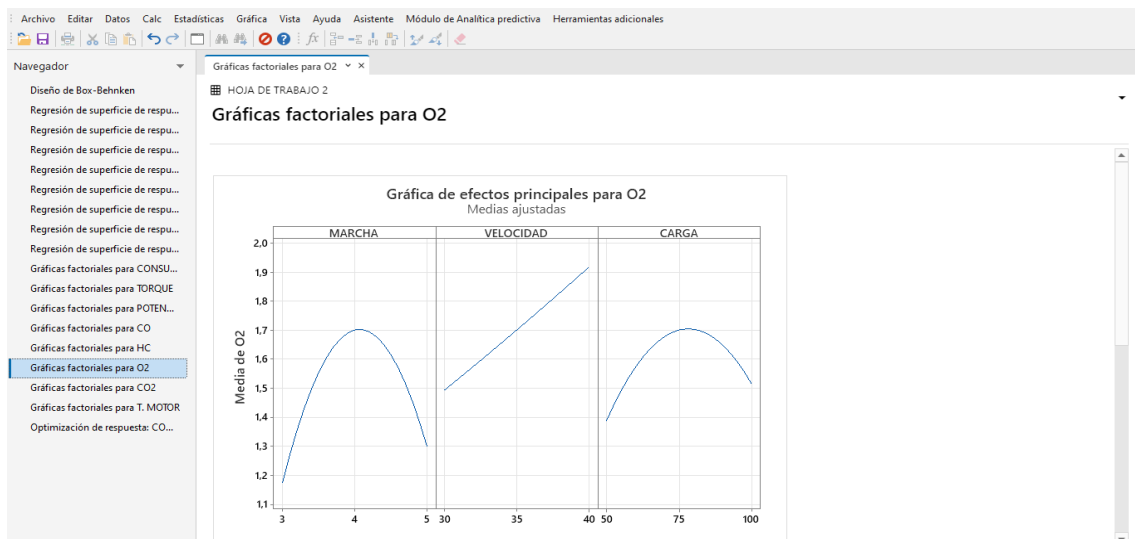 Archivo Editar Datos Calc Estadísticas Gráfica Vista Ayuda Asistente Módulo de Analítica predictiva Herramientas adicionales
fx
Navegador
Gráficas factoriales para O2
Diseño de Box-Behnken
Regresión de superficie de respu...
Regresión de superficie de respu...
Regresión de superficie de respu...
Regresión de superficie de respu...
Regresión de superficie de respu...
Regresión de superficie de respu...
Regresión de superficie de respu...
Regresión de superficie de respu...
Gráficas factoriales para CONSU...
Gráficas factoriales para TORQUE
Gráficas factoriales para POTEN...
Gráficas factoriales para CO
Gráficas factoriales para HC
Gráficas factoriales para O2
Gráficas factoriales para CO2
Gráficas factoriales para T. MOTOR
Optimización de respuesta: CO...
HOJA DE TRABAJO 2
Gráficas factoriales para O2
Gráfica de efectos principales para O2
Medias ajustadas
MARCHA VELOCIDAD CARGA
Media de O2
2,0
1,9
1,8
1,7
1,6
1,5
1,4
1,3
1,2
1,1
3 4 5 30 35 40 50 75 100